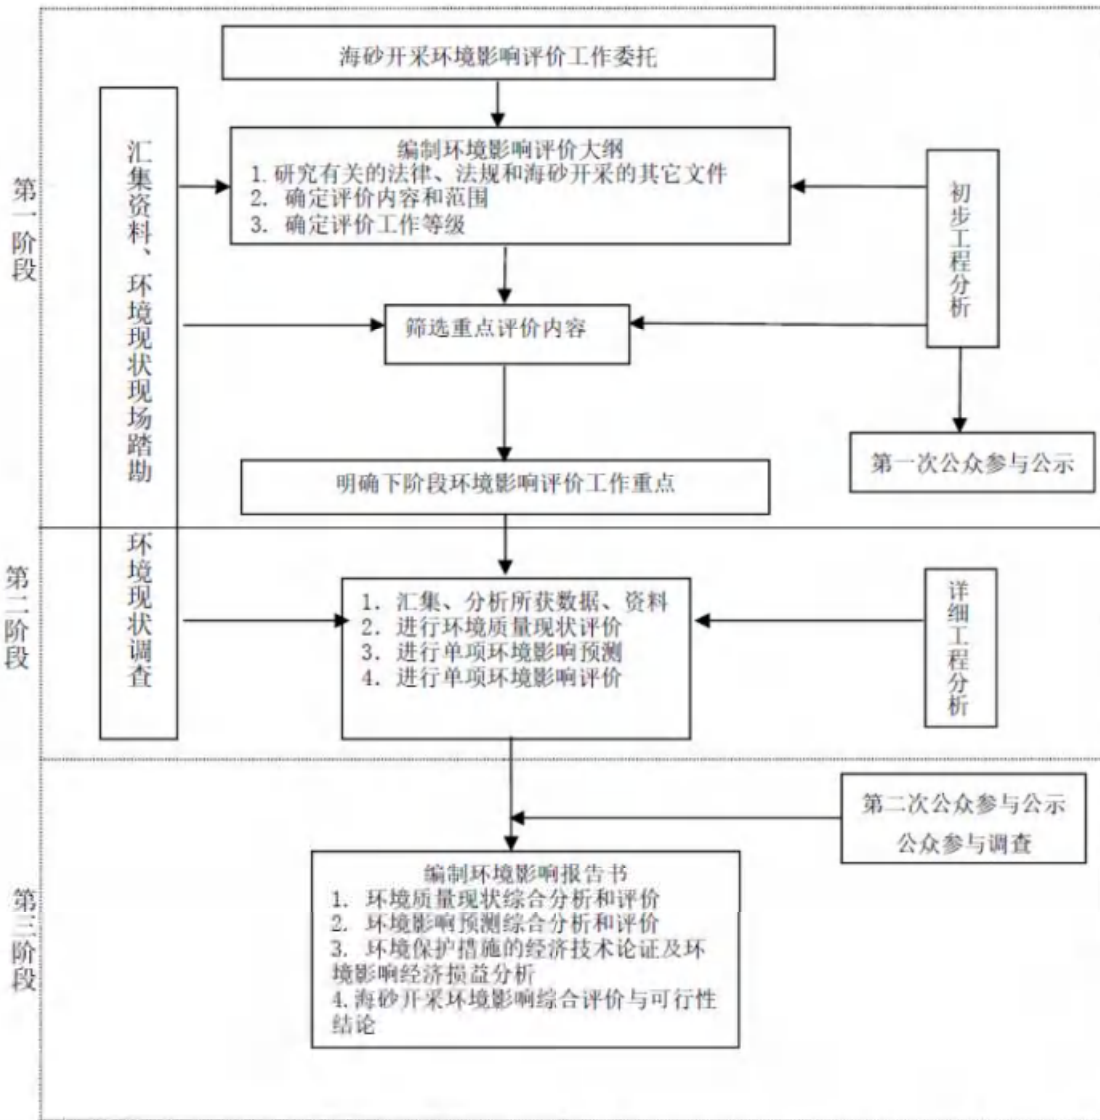 第一阶段
海砂开采环境影响评价工作委托
汇集资料、环境现状现场踏勘
编制环境影响评价大纲
1. 研究有关的法律、法规和海砂开采的其它文件
2. 确定评价内容和范围
3. 确定评价工作等级
初步工程分析
筛选重点评价内容
第一次公众参与公示
明确下阶段环境影响评价工作重点
第二阶段
环境现状调查
1. 汇集、分析所获数据、资料
2. 进行环境质量现状评价
3. 进行单项环境影响预测
4. 进行单项环境影响评价
详细工程分析
第三阶段
第二次公众参与公示
公众参与调查
编制环境影响报告书
1. 环境质量现状综合分析和评价
2. 环境影响预测综合分析和评价
3. 环境保护措施的经济技术论证及环
境影响经济损益分析
4.海砂开采环境影响综合评价与可行性
结论